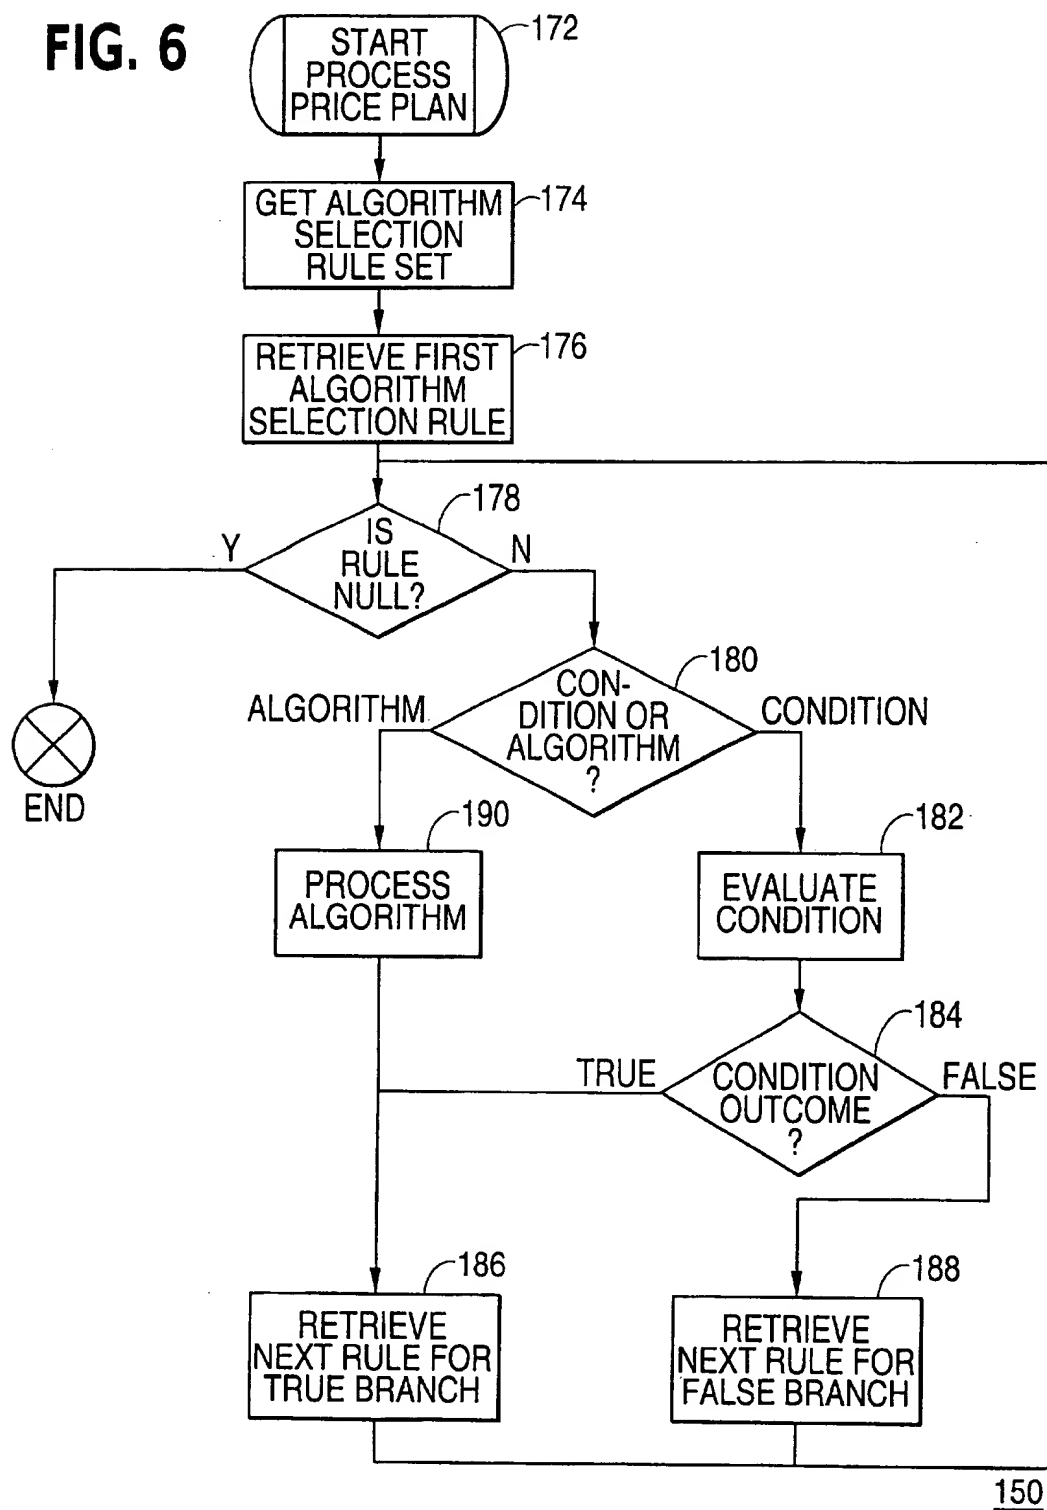 FIG. 6
172
START
PROCESS
PRICE PLAN
174
GET ALGORITHM
SELECTION
RULE SET
176
RETRIEVE FIRST
ALGORITHM
SELECTION RULE
178
IS
RULE
NULL?
Y
N
180
CON-
DITION OR
ALGORITHM
?
ALGORITHM
CONDITION
END
190
PROCESS
ALGORITHM
182
EVALUATE
CONDITION
184
CONDITION
OUTCOME
?
TRUE
FALSE
186
RETRIEVE
NEXT RULE FOR
TRUE BRANCH
188
RETRIEVE
NEXT RULE FOR
FALSE BRANCH
150